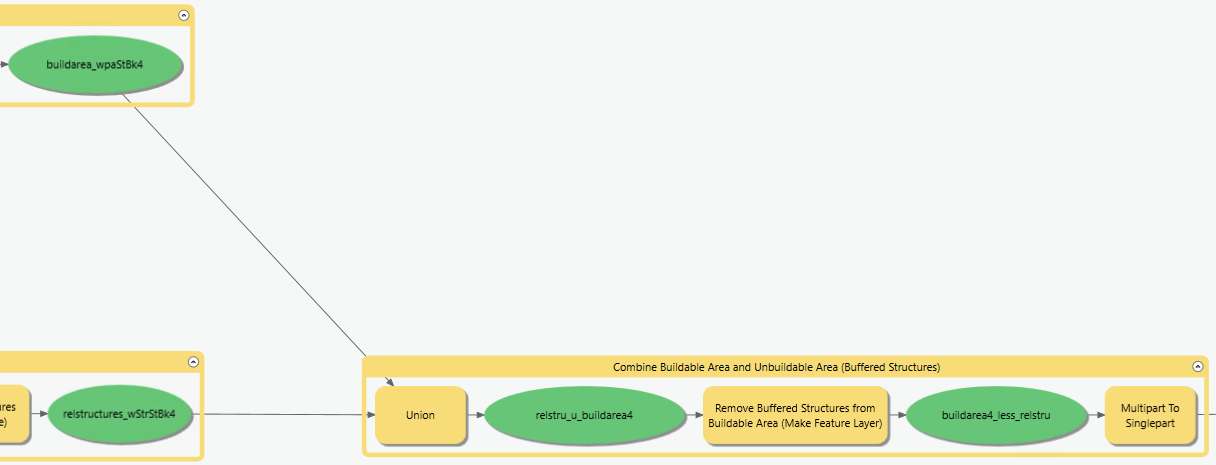 buildarea_wpaStBk4
Combine Buildable Area and Unbuildable Area (Buffered Structures)
ures
e)
relstructures_wStrStBk4
Union
relstru_u_buildarea4
Remove Buffered Structures from
Buildable Area (Make Feature Layer)
buildarea4_less_relstru
Multipart To
Singlepart